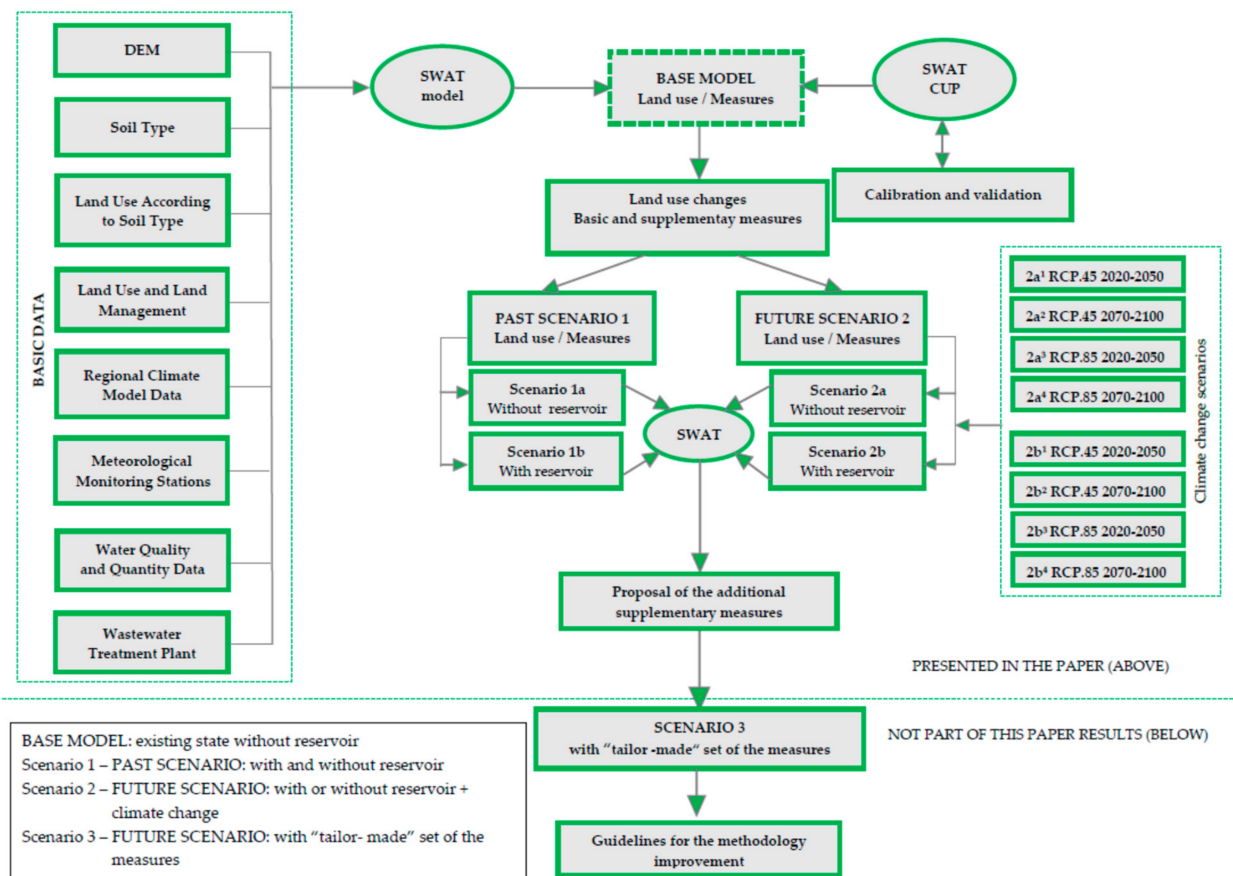 BASIC DATA
DEM
Soil Type
Land Use According
to Soil Type
Land Use and Land
Management
Regional Climate
Model Data
Meteorological
Monitoring Stations
Water Quality
and Quantity Data
Wastewater
Treatment Plant
SWAT
model
BASE MODEL
Land use / Measures
SWAT
CUP
Calibration and validation
Land use changes
Basic and supplementay measures
PAST SCENARIO 1
Land use / Measures
FUTURE SCENARIO 2
Land use / Measures
Scenario 1a
Without reservoir
Scenario 1b
With reservoir
SWAT
Scenario 2a
Without reservoir
Scenario 2b
With reservoir
2a¹ RCP.45 2020-2050
2a² RCP.45 2070-2100
2a³ RCP.85 2020-2050
2a⁴ RCP.85 2070-2100
2b¹ RCP.45 2020-2050
2b² RCP.45 2070-2100
2b³ RCP.85 2020-2050
2b⁴ RCP.85 2070-2100
Climate change scenarios
Proposal of the additional
supplementary measures
PRESENTED IN THE PAPER (ABOVE)
NOT PART OF THIS PAPER RESULTS (BELOW)
SCENARIO 3
with “tailor -made“ set of the measures
Guidelines for the methodology
improvement
BASE MODEL: existing state without reservoir
Scenario 1 – PAST SCENARIO: with and without reservoir
Scenario 2 – FUTURE SCENARIO: with or without reservoir +
climate change
Scenario 3 – FUTURE SCENARIO: with “tailor- made” set of the
measures